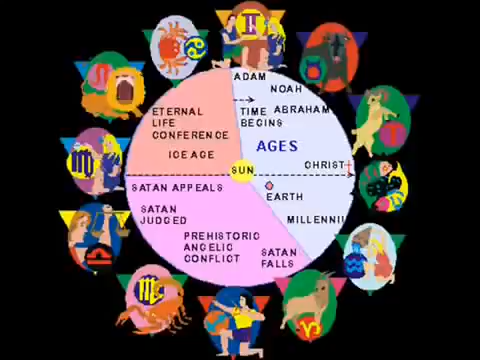 ADAM
NOAH
ETERNAL
LIFE
CONFERENCE
TIME
BEGINS
ABRAHAM
ICE AGE
AGES
CHRIST
SUN
SATAN APPEALS
EARTH
SATAN
JUDGED
MILLENNII
PREHISTORIC
ANGELIC
CONFLICT
SATAN
FALLS